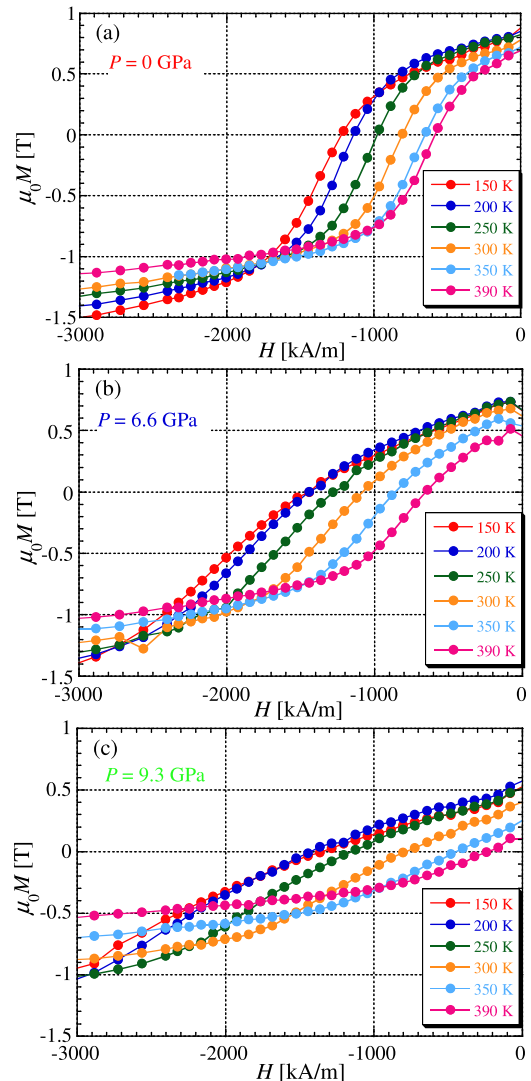 (a)
P = 0 GPa
μ₀M [T]
1
0.5
0
-0.5
-1
-1.5
150 K
200 K
250 K
300 K
350 K
390 K
-3000 -2000 -1000 0
H [kA/m]
(b)
P = 6.6 GPa
μ₀M [T]
1
0.5
0
-0.5
-1
-1.5
150 K
200 K
250 K
300 K
350 K
390 K
-3000 -2000 -1000 0
H [kA/m]
(c)
P = 9.3 GPa
μ₀M [T]
1
0.5
0
-0.5
-1
-1.5
150 K
200 K
250 K
300 K
350 K
390 K
-3000 -2000 -1000 0
H [kA/m]